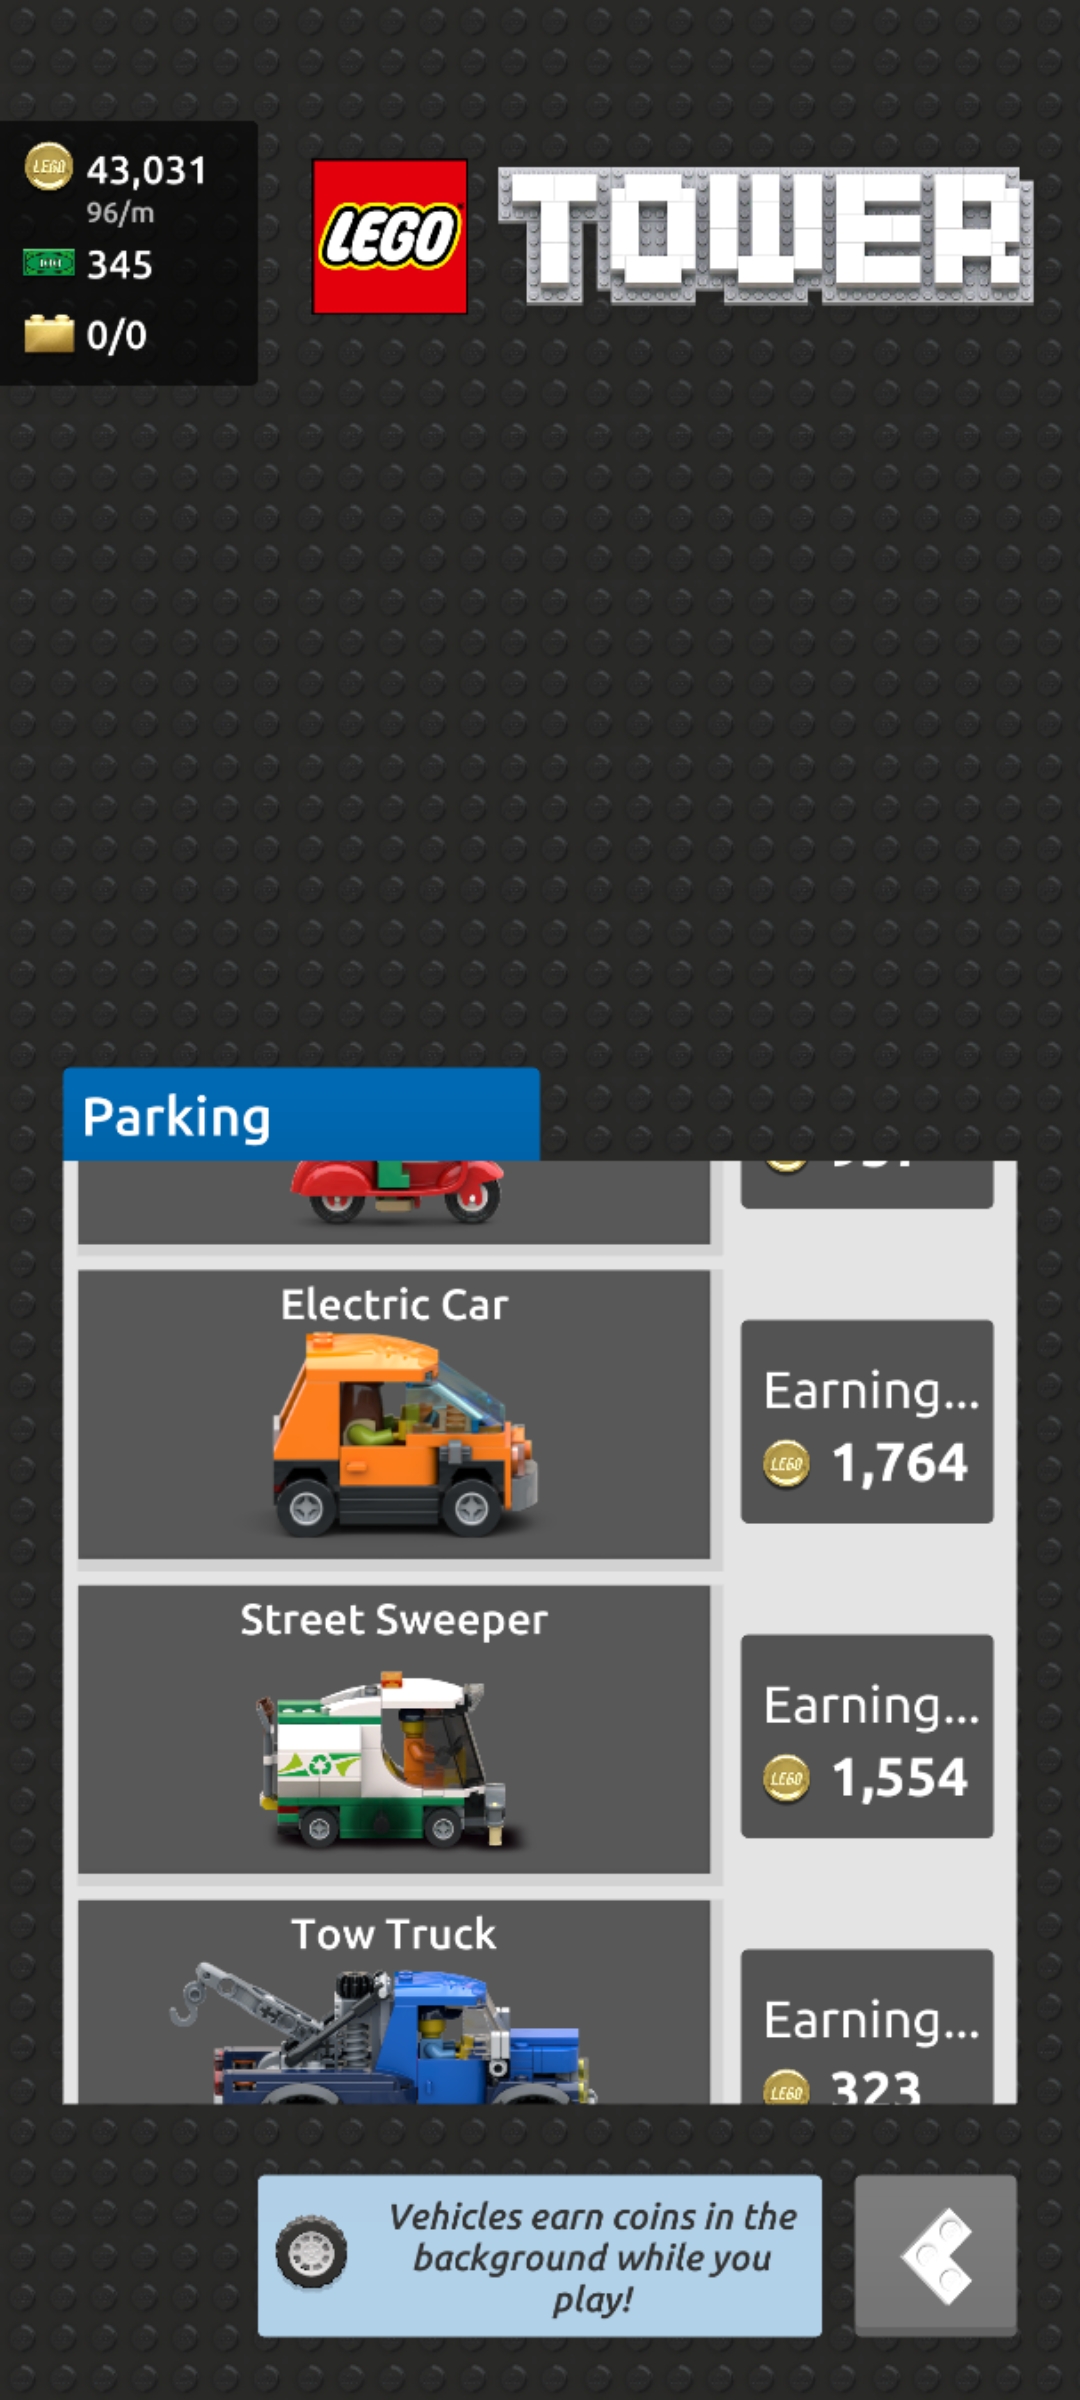 43,031
96/m
345
0/0
LEGO
TOWER
Parking
Electric Car
Earning...
1,764
Street Sweeper
Earning...
1,554
Tow Truck
Earning...
323
Vehicles earn coins in the
background while you
play!